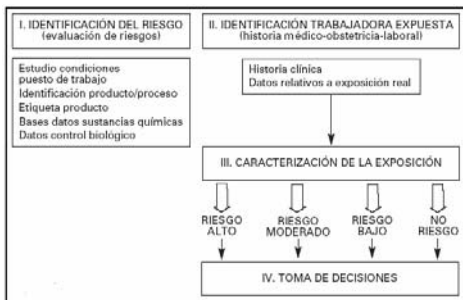 I. IDENTIFICACIÓN DEL RIESGO
(evaluación de riesgos)
II. IDENTIFICACIÓN TRABAJADORA EXPUESTA
(historia médico-obstetricia-laboral)
Estudio condiciones
puesto de trabajo
Identificación producto/proceso
Etiqueta producto
Bases datos sustancias químicas
Datos control biológico
Historia clínica
Datos relativos a exposición real
III. CARACTERIZACIÓN DE LA EXPOSICIÓN
RIESGO
ALTO
RIESGO
MODERADO
RIESGO
BAJO
NO
RIESGO
IV. TOMA DE DECISIONES